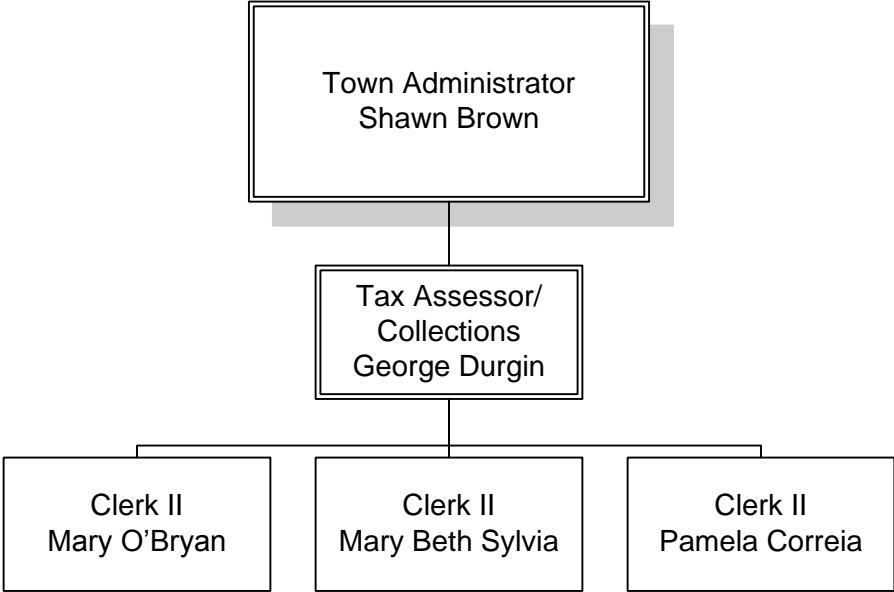 Town Administrator
Shawn Brown
Tax Assessor/
Collections
George Durgin
Clerk II
Mary O’Bryan
Clerk II
Mary Beth Sylvia
Clerk II
Pamela Correia